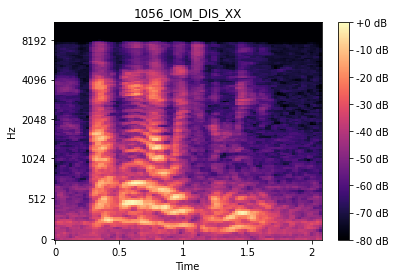 1056_IOM_DIS_XX
+0 dB
8192
-10 dB
4096
-20 dB
-30 dB
2048
Hz
-40 dB
1024
-50 dB
512
-60 dB
-70 dB
0
-80 dB
0 0.5 1 1.5 2
Time